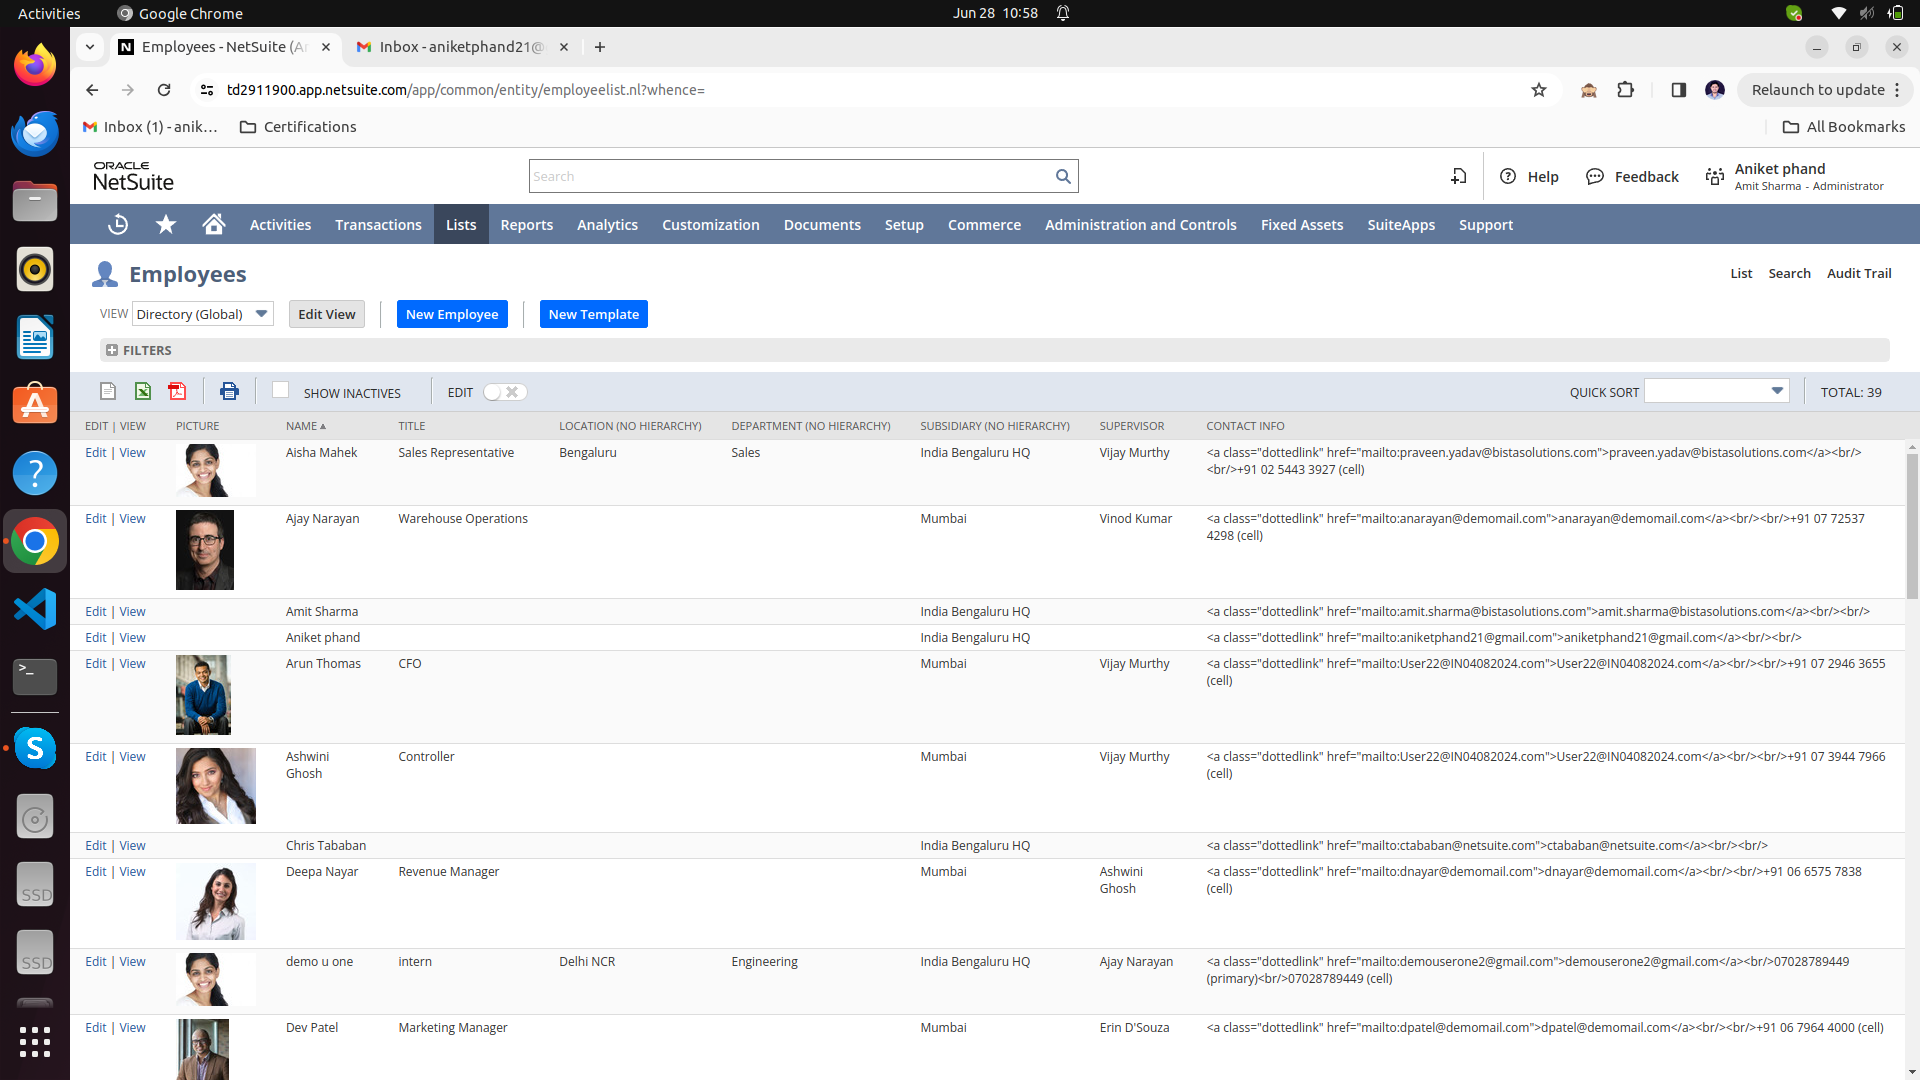 Activities Google Chrome Jun 28 10:58
Employees - NetSuite (A Inbox - aniketphand21@
td2911900.app.netsuite.com/app/common/entity/employeelist.nl?whence= Relaunch to update
Inbox (1) - anik... Certifications All Bookmarks
ORACLE
NetSuite
Search
Help Feedback Aniket phand
Amit Sharma - Administrator
Activities Transactions Lists Reports Analytics Customization Documents Setup Commerce Administration and Controls Fixed Assets SuiteApps Support
Employees List Search Audit Trail
VIEW Directory (Global) Edit View New Employee New Template
FILTERS
SHOW INACTIVES EDIT QUICK SORT TOTAL: 39
EDIT | VIEW PICTURE NAME TITLE LOCATION (NO HIERARCHY) DEPARTMENT (NO HIERARCHY) SUBSIDIARY (NO HIERARCHY) SUPERVISOR CONTACT INFO
Edit | View Aisha Mahek Sales Representative Bengaluru Sales India Bengaluru HQ Vijay Murthy <a class="dottedlink" href="mailto:praveen.yadav@bistasolutions.com">praveen.yadav@bistasolutions.com</a><br/>
<br/>+91 02 5443 3927 (cell)
Edit | View Ajay Narayan Warehouse Operations Mumbai Vinod Kumar <a class="dottedlink" href="mailto:anarayan@demomail.com">anarayan@demomail.com</a><br/><br/>+91 07 72537
4298 (cell)
Edit | View Amit Sharma India Bengaluru HQ <a class="dottedlink" href="mailto:amit.sharma@bistasolutions.com">amit.sharma@bistasolutions.com</a><br/><br/>
Edit | View Aniket phand India Bengaluru HQ <a class="dottedlink" href="mailto:aniketphand21@gmail.com">aniketphand21@gmail.com</a><br/><br/>
Edit | View Arun Thomas CFO Mumbai Vijay Murthy <a class="dottedlink" href="mailto:User22@IN04082024.com">User22@IN04082024.com</a><br/><br/>+91 07 2946 3655
(cell)
Edit | View Ashwini Controller Mumbai Vijay Murthy <a class="dottedlink" href="mailto:User22@IN04082024.com">User22@IN04082024.com</a><br/><br/>+91 07 3944 7966
Ghosh (cell)
Edit | View Chris Tababan India Bengaluru HQ <a class="dottedlink" href="mailto:ctababan@netsuite.com">ctababan@netsuite.com</a><br/><br/>
Edit | View Deepa Nayar Revenue Manager Mumbai Ashwini <a class="dottedlink" href="mailto:dnayar@demomail.com">dnayar@demomail.com</a><br/><br/>+91 06 6575 7838
Ghosh (cell)
Edit | View demo u one intern Delhi NCR Engineering India Bengaluru HQ Ajay Narayan <a class="dottedlink" href="mailto:demouserone2@gmail.com">demouserone2@gmail.com</a><br/>07028789449
(primary)<br/>07028789449 (cell)
Edit | View Dev Patel Marketing Manager Mumbai Erin D'Souza <a class="dottedlink" href="mailto:dpatel@demomail.com">dpatel@demomail.com</a><br/><br/>+91 06 7964 4000 (cell)
SSD
SSD